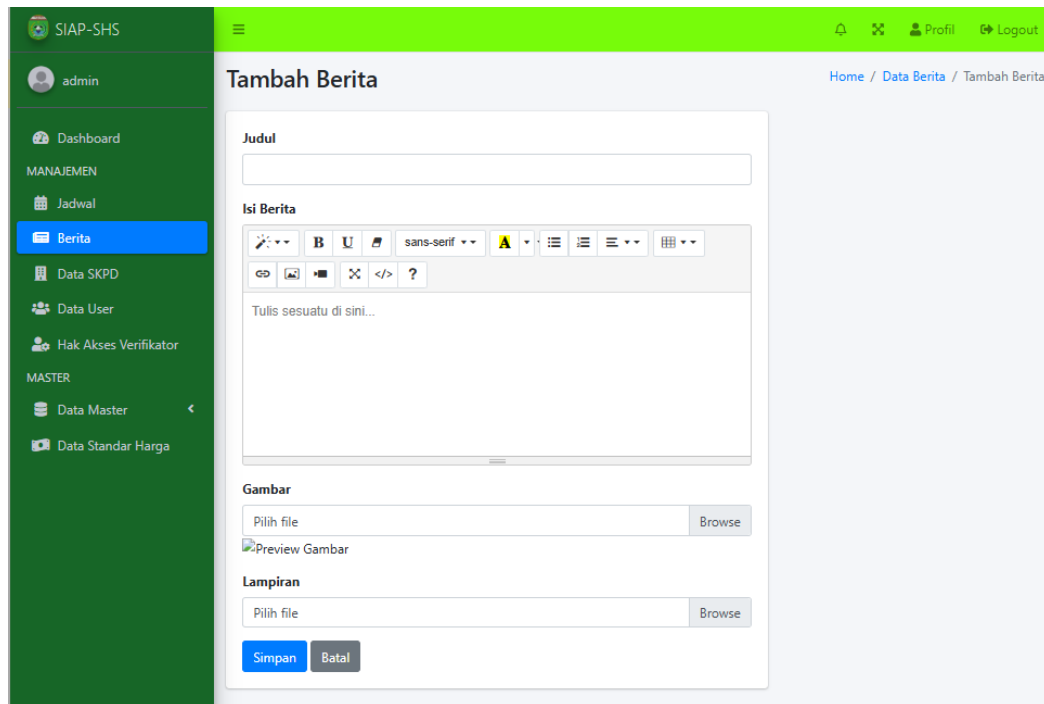 SIAP-SHS
Profil
Logout
admin
Tambah Berita
Home / Data Berita / Tambah Berita
Dashboard
MANAJEMEN
Jadwal
Berita
Data SKPD
Data User
Hak Akses Verifikator
MASTER
Data Master
Data Standar Harga
Judul
Isi Berita
B U sans-serif A
</> ?
Tulis sesuatu di sini...
Gambar
Pilih file Browse
Preview Gambar
Lampiran
Pilih file Browse
Simpan Batal